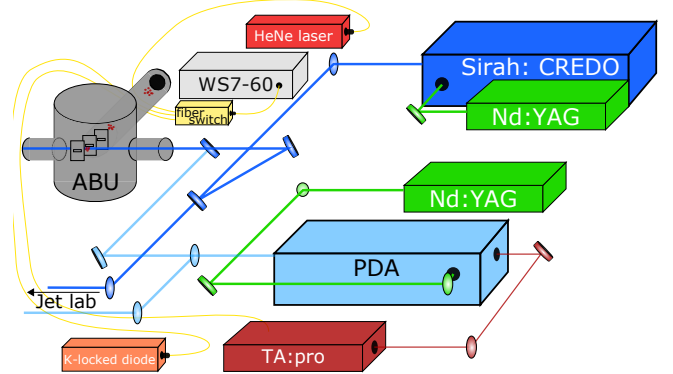 HeNe laser
Sirah: CREDO
WS7-60
fiber
switch
Nd:YAG
ABU
Nd:YAG
PDA
Jet lab
K-locked diode
TA:pro